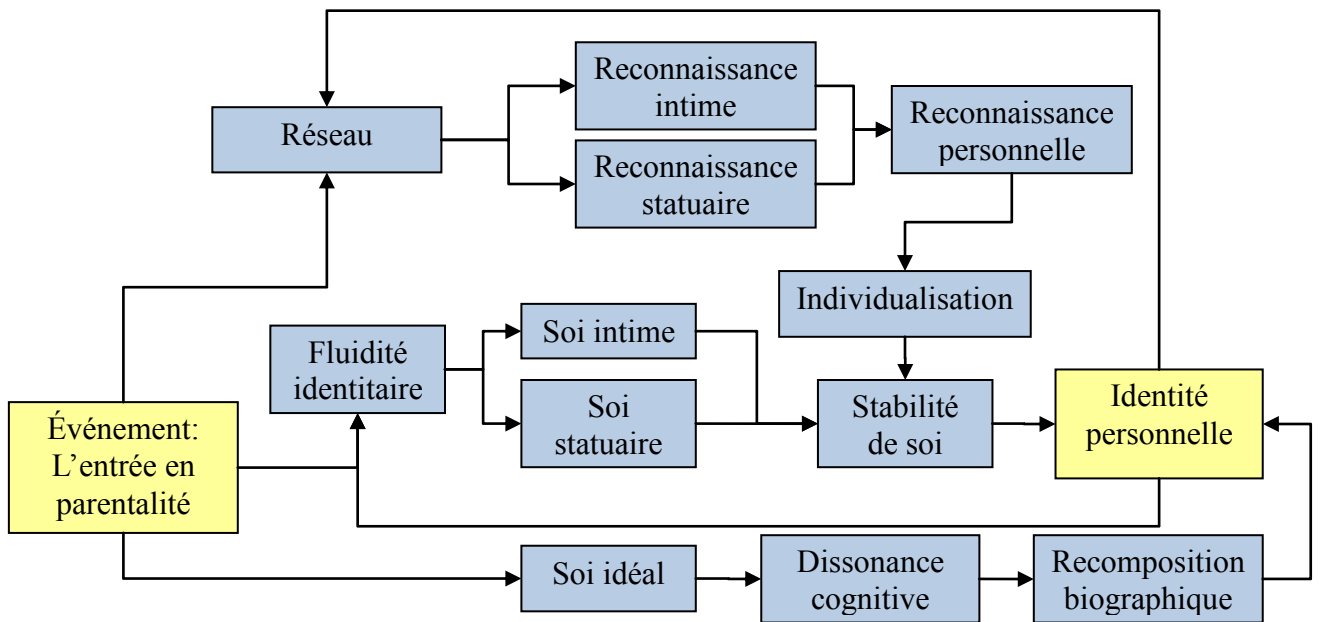 Reconnaissance
intime
Réseau
Reconnaissance
personnelle
Reconnaissance
statuaire
Individualisation
Soi intime
Fluidité
identitaire
Soi
statuaire
Stabilité
de soi
Identité
personnelle
Événement:
L’entrée en
parentalité
Soi idéal
Dissonance
cognitive
Recomposition
biographique